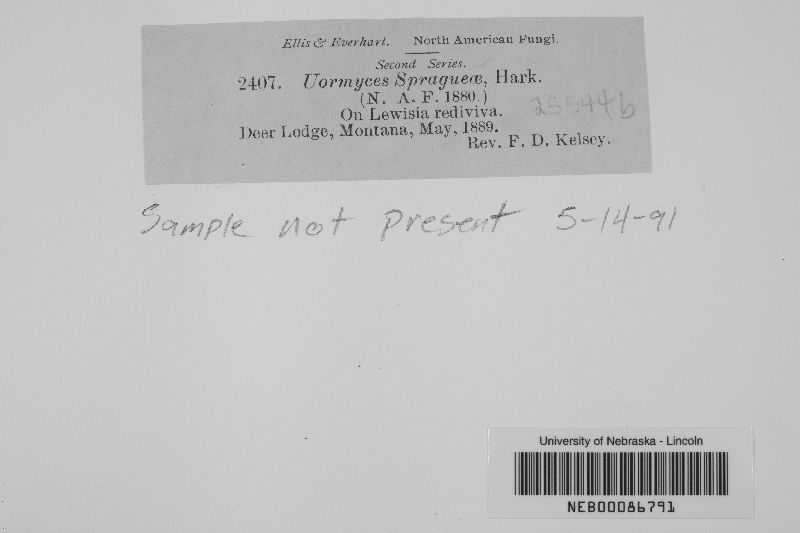 Ellis & Everhart. North American Fungi.
Second Series.
2407. Uormyces Spragueæ, Hark.
(N. A. F. 1880.)
On Lewisia rediviva.
255446
Deer Lodge, Montana, May, 1889.
Rev. F. D. Kelsey.
Sample not present 5-14-91
University of Nebraska - Lincoln
NEB00086791